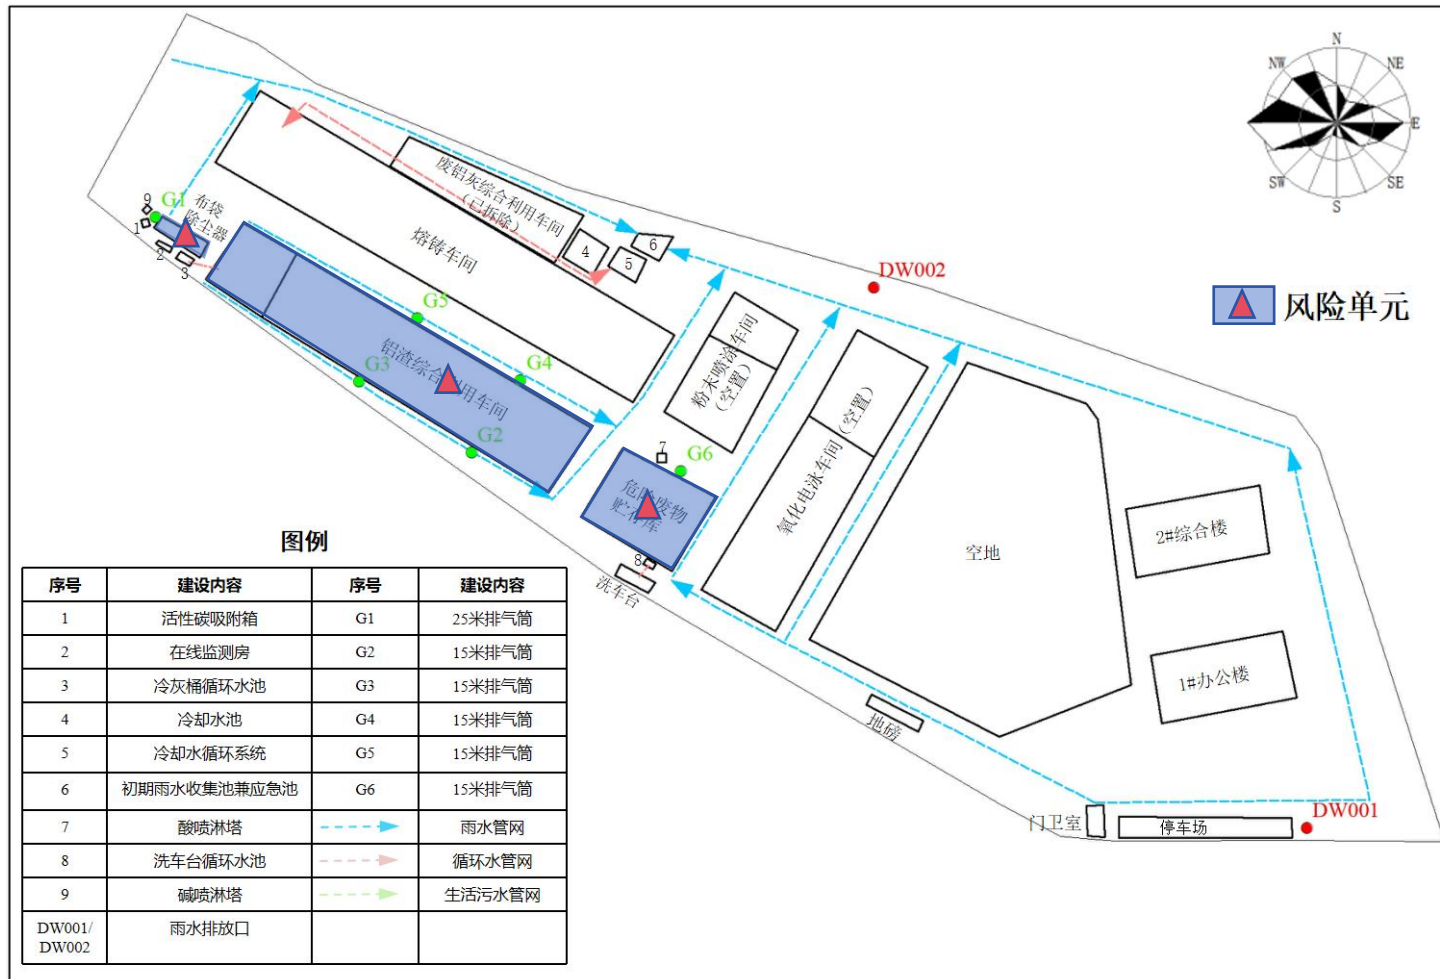 N
NW
NE
E
SW
SE
S
9
G1
布袋
除尘器
1
2
3
废铝灰综合利用车间
(已拆除)
熔铸车间
4
5
6
DW002
风险单元
G5
铝渣综合利用车间
G3
G4
G2
粉末喷涂车间
(空置)
7
G6
危险废物
贮存库
8
洗车台
氧化电泳车间
(空置)
空地
2#综合楼
1#办公楼
地磅
门卫室
停车场
DW001
图例
序号 建设内容 序号 建设内容
1 活性碳吸附箱 G1 25米排气筒
2 在线监测房 G2 15米排气筒
3 冷灰桶循环水池 G3 15米排气筒
4 冷却水池 G4 15米排气筒
5 冷却水循环系统 G5 15米排气筒
6 初期雨水收集池兼应急池 G6 15米排气筒
7 酸喷淋塔 雨水管网
8 洗车台循环水池 循环水管网
9 碱喷淋塔 生活污水管网
DW001/
DW002 雨水排放口